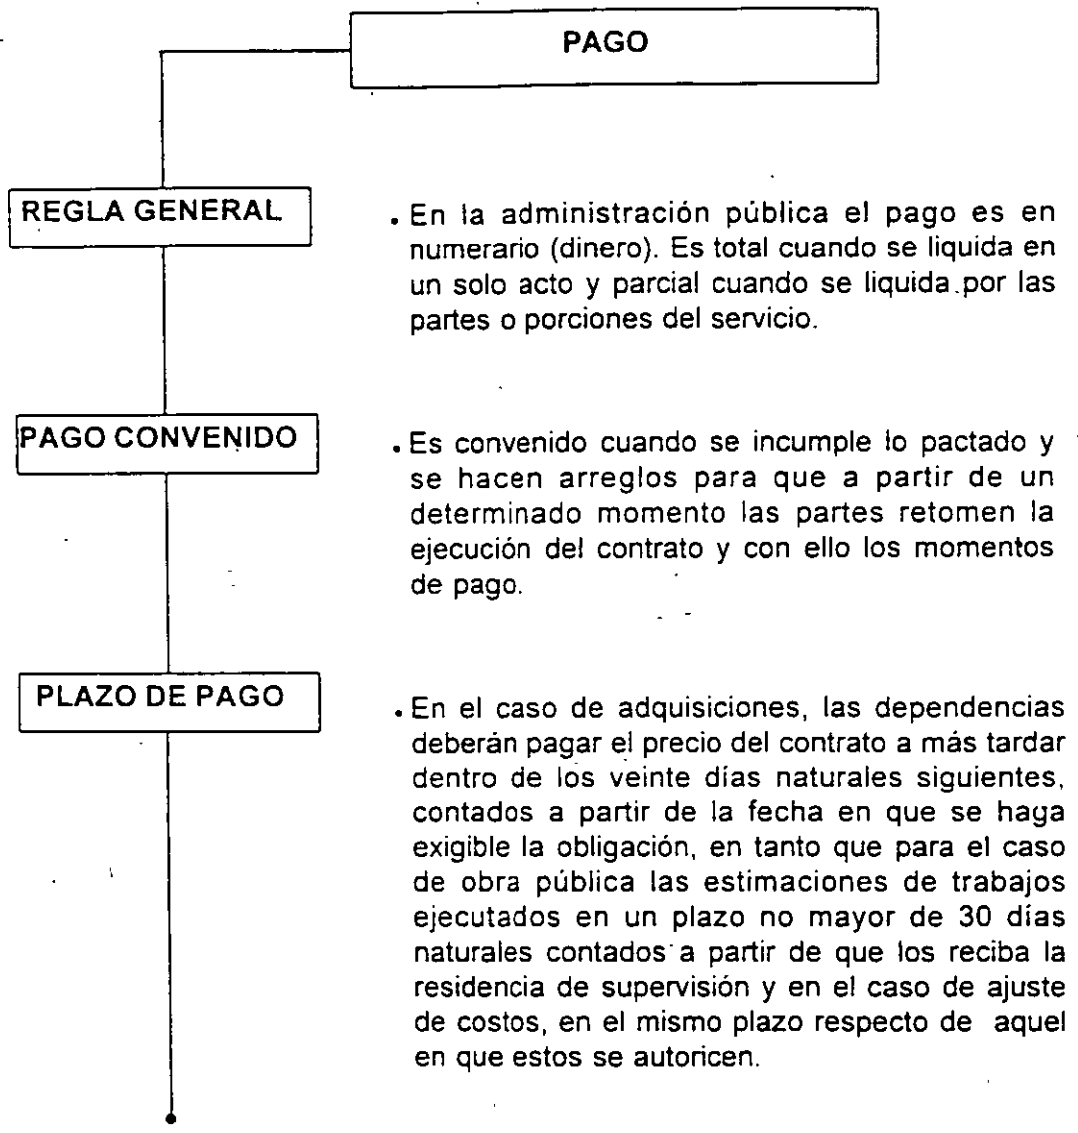 PAGO
REGLA GENERAL
. En la administración pública el pago es en
numerario (dinero). Es total cuando se liquida en
un solo acto y parcial cuando se liquida por las
partes o porciones del servicio.
PAGO CONVENIDO
. Es convenido cuando se incumple lo pactado y
se hacen arreglos para que a partir de un
determinado momento las partes retomen la
ejecución del contrato y con ello los momentos
de pago.
PLAZO DE PAGO
. En el caso de adquisiciones, las dependencias
deberán pagar el precio del contrato a más tardar
dentro de los veinte días naturales siguientes,
contados a partir de la fecha en que se haga
exigible la obligación, en tanto que para el caso
de obra pública las estimaciones de trabajos
ejecutados en un plazo no mayor de 30 días
naturales contados a partir de que los reciba la
residencia de supervisión y en el caso de ajuste
de costos, en el mismo plazo respecto de aquel
en que estos se autoricen.